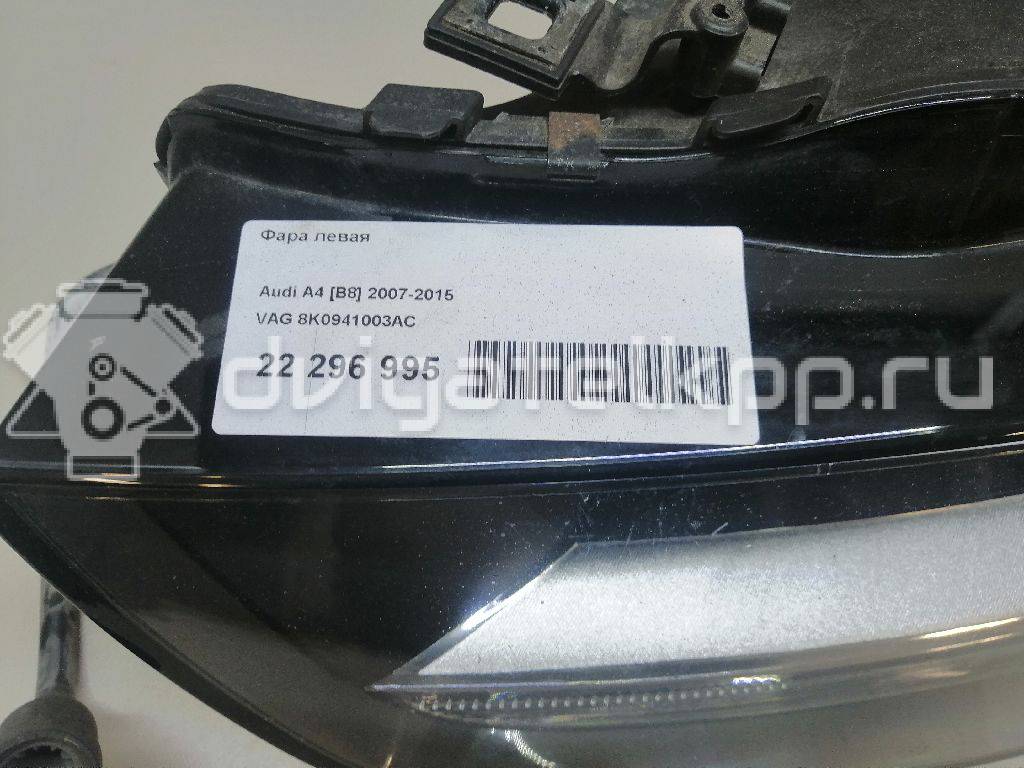 Фара левая
Audi A4 [B8] 2007-2015
VAG 8K0941003AC
22 296 995
dvigatelkpp.ru